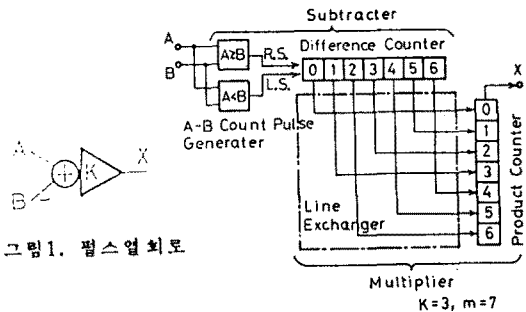 Subtracter
A
B
A≥B
A<B
R.S.
L.S.
Difference Counter
0 1 2 3 4 5 6
A-B Count Pulse
Generater
X
0
1
2
3
4
5
6
Product Counter
Line
Exchanger
Multiplier
K=3, m=7
A
B
K
X
그림1. 펄스열회로